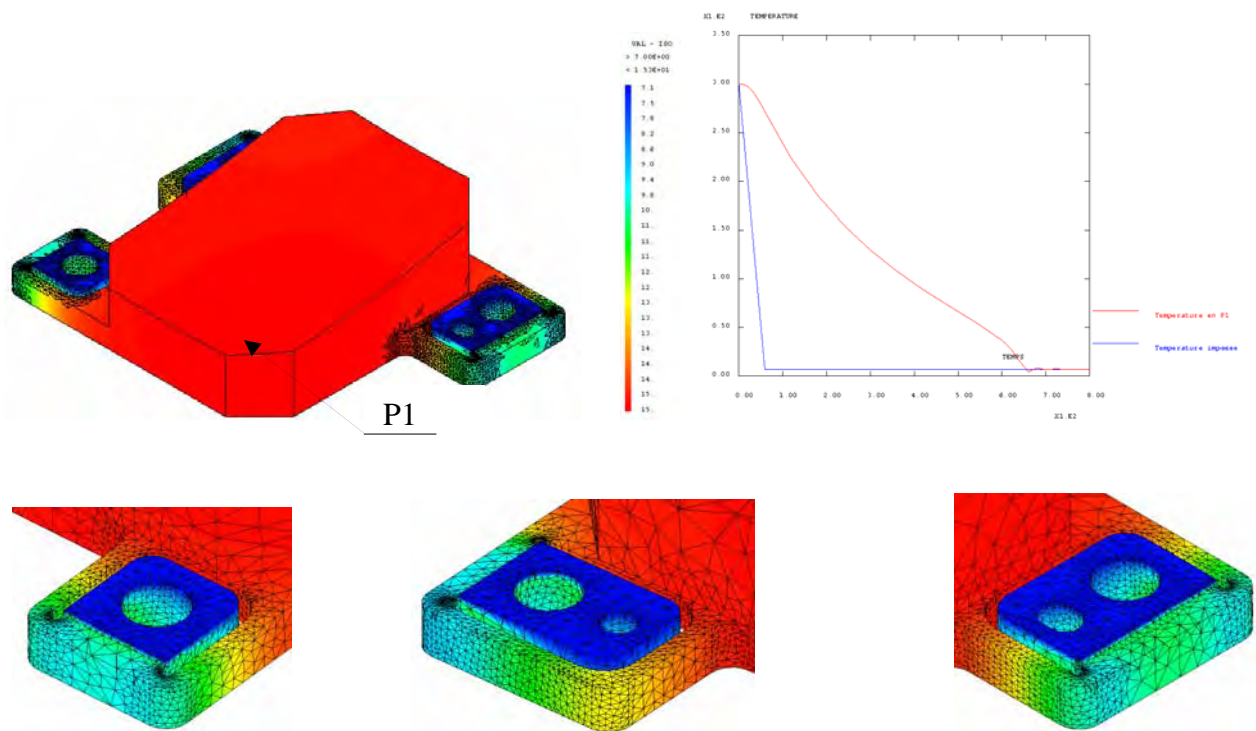 X1.E2 TEMPERATURE
3.50
3.00
2.50
2.00
1.50
1.00
0.50
0.00
TEMPS
0.00 1.00 2.00 3.00 4.00 5.00 6.00 7.00 8.00
X1.E2
Temperature en P1
Temperature imposee
VAL - ISO
> 7.00E+00
< 1.53E+01
7.1
7.5
7.8
8.2
8.6
9.0
9.4
9.8
10.
11.
11.
11.
12.
12.
13.
13.
13.
14.
14.
15.
15.
P1